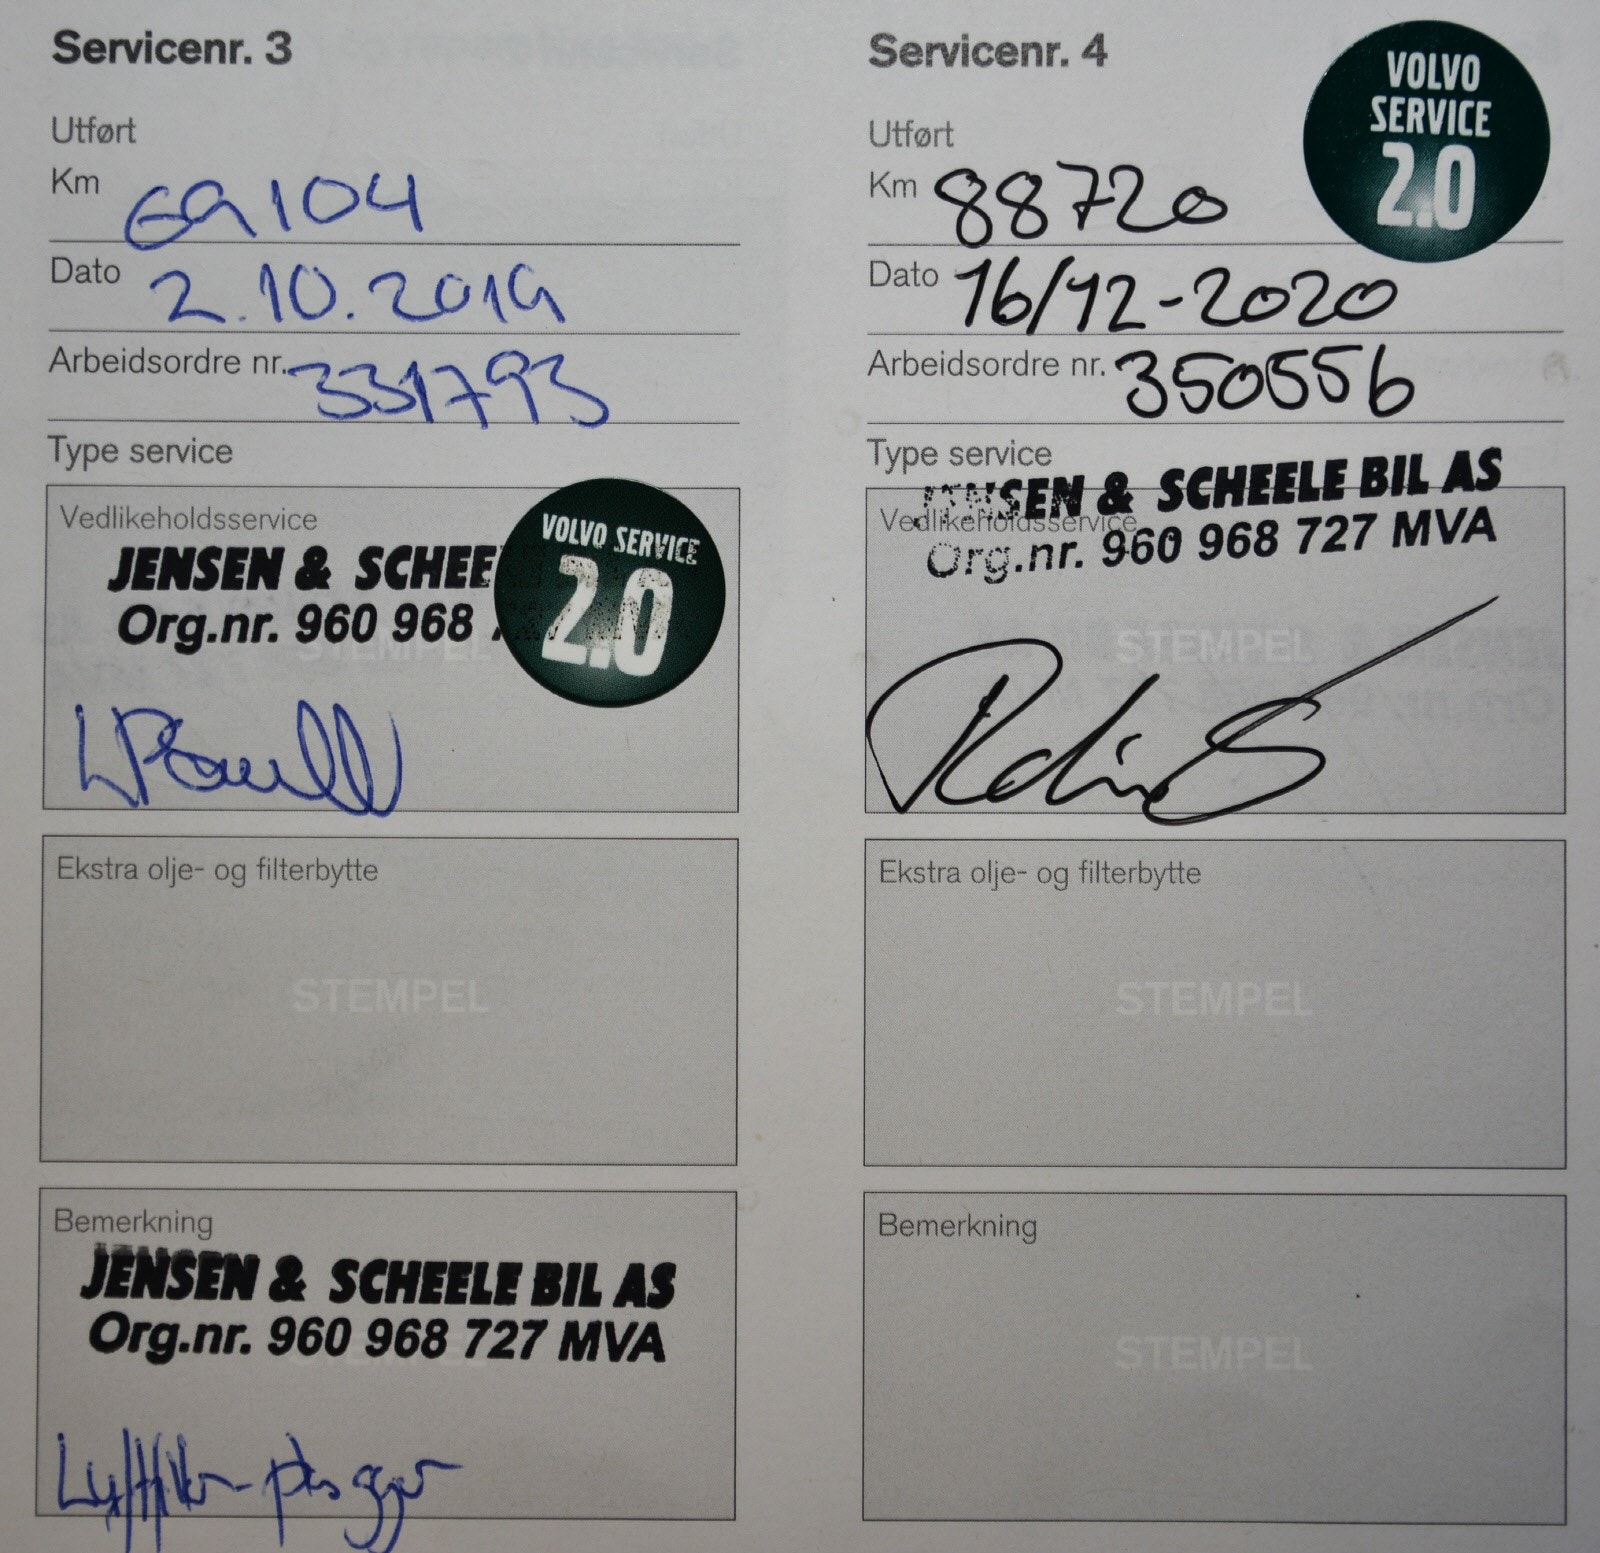 Servicenr. 3
Utført
Km 69104
Dato 2.10.2019
Arbeidsordre nr. 331793
Type service
Vedlikeholdsservice
JENSEN & SCHEE
Org.nr. 960 968
VOLVO SERVICE
2.0
STEMPEL
Ekstra olje- og filterbytte
STEMPEL
Bemerkning
JENSEN & SCHEELE BIL AS
Org.nr. 960 968 727 MVA
Luftfilter- plugger
Servicenr. 4
VOLVO
SERVICE
2.0
Utført
Km 88720
Dato 16/12-2020
Arbeidsordre nr. 350556
Type service
JENSEN & SCHEELE BIL AS
Vedlikeholdsservice
Org.nr. 960 968 727 MVA
STEMPEL
Ekstra olje- og filterbytte
STEMPEL
Bemerkning
STEMPEL